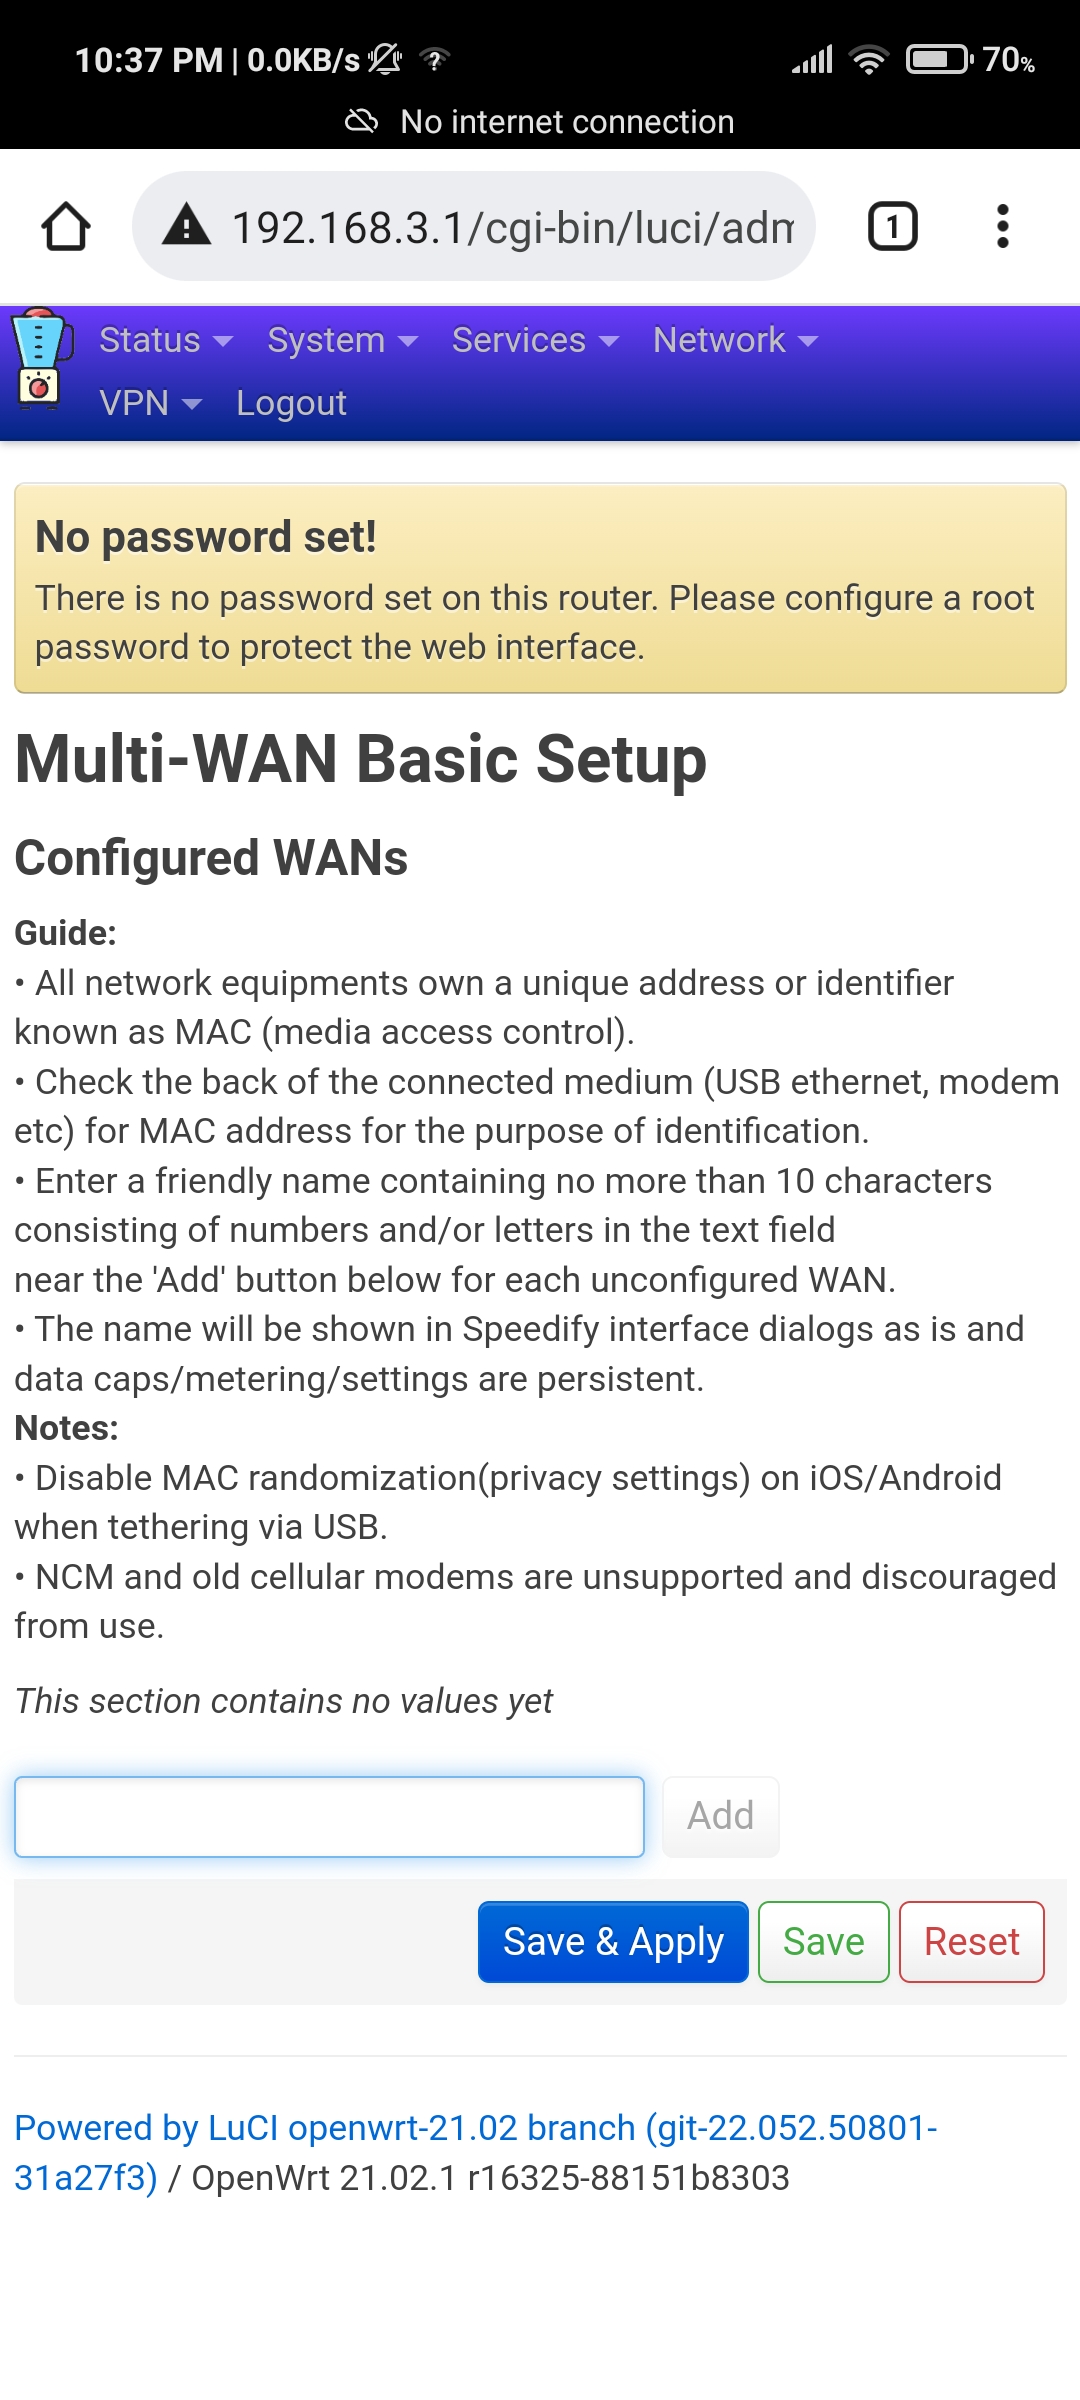 10:37 PM | 0.0KB/s 70%
No internet connection
192.168.3.1/cgi-bin/luci/adm
1
Status System Services Network
VPN Logout
No password set!
There is no password set on this router. Please configure a root
password to protect the web interface.
Multi-WAN Basic Setup
Configured WANs
Guide:
• All network equipments own a unique address or identifier
known as MAC (media access control).
• Check the back of the connected medium (USB ethernet, modem
etc) for MAC address for the purpose of identification.
• Enter a friendly name containing no more than 10 characters
consisting of numbers and/or letters in the text field
near the 'Add' button below for each unconfigured WAN.
• The name will be shown in Speedify interface dialogs as is and
data caps/metering/settings are persistent.
Notes:
• Disable MAC randomization(privacy settings) on iOS/Android
when tethering via USB.
• NCM and old cellular modems are unsupported and discouraged
from use.
This section contains no values yet
Add
Save & Apply Save Reset
Powered by LuCI openwrt-21.02 branch (git-22.052.50801-
31a27f3) / OpenWrt 21.02.1 r16325-88151b8303